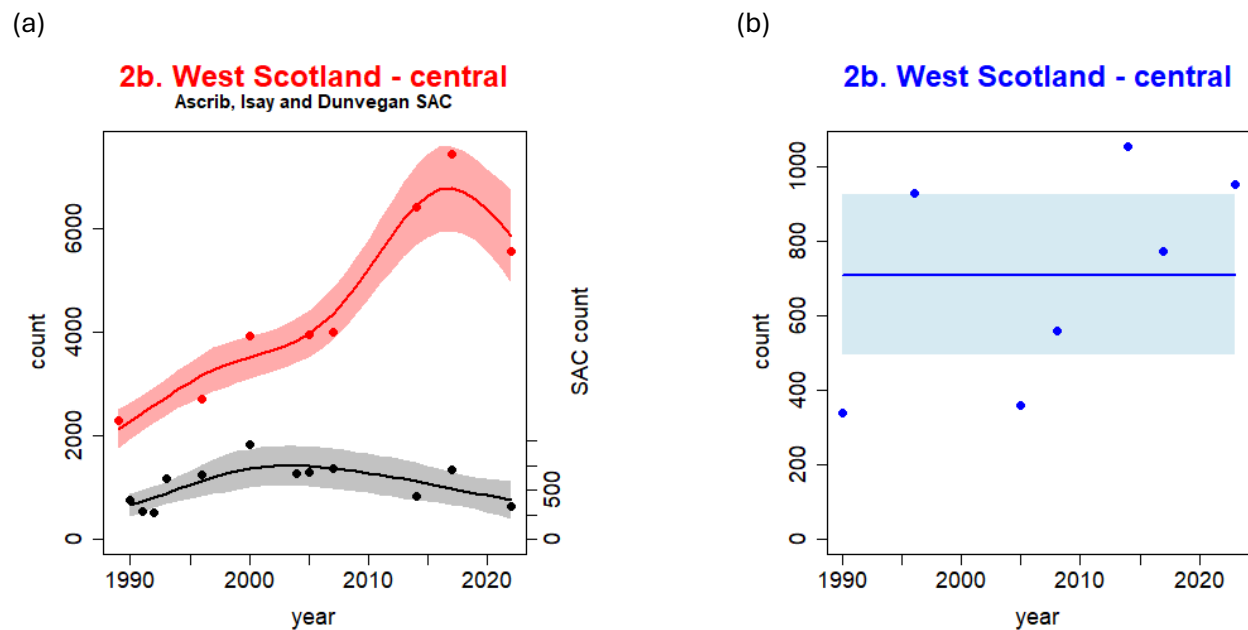 (a)
(b)
2b. West Scotland - central
Ascrib, Isay and Dunvegan SAC
count
0
2000
4000
6000
SAC count
0
500
1990
2000
2010
2020
year
2b. West Scotland - central
count
0
200
400
600
800
1000
1990
2000
2010
2020
year